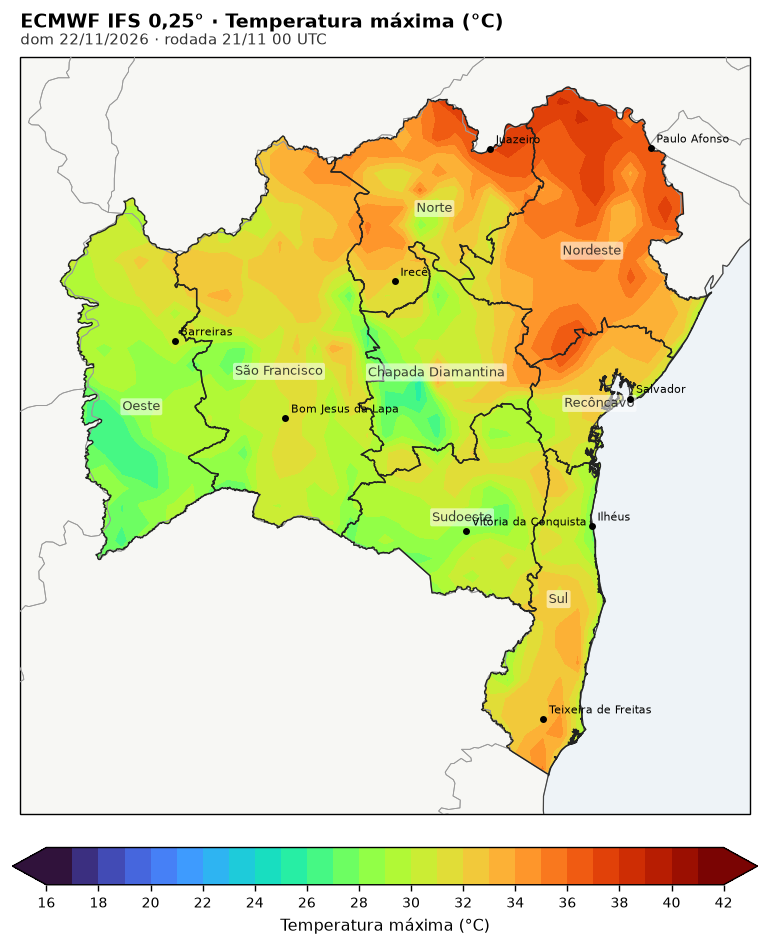 ECMWF IFS 0,25° · Temperatura máxima (°C)
dom 22/11/2026 · rodada 21/11 00 UTC
Juazeiro
Paulo Afonso
Norte
Nordeste
Irecê
Barreiras
São Francisco
Chapada Diamantina
Salvador
Oeste
Recôncavo
Bom Jesus da Lapa
Sudoeste
Ilhéus
Vitória da Conquista
Sul
Teixeira de Freitas
16 18 20 22 24 26 28 30 32 34 36 38 40 42
Temperatura máxima (°C)